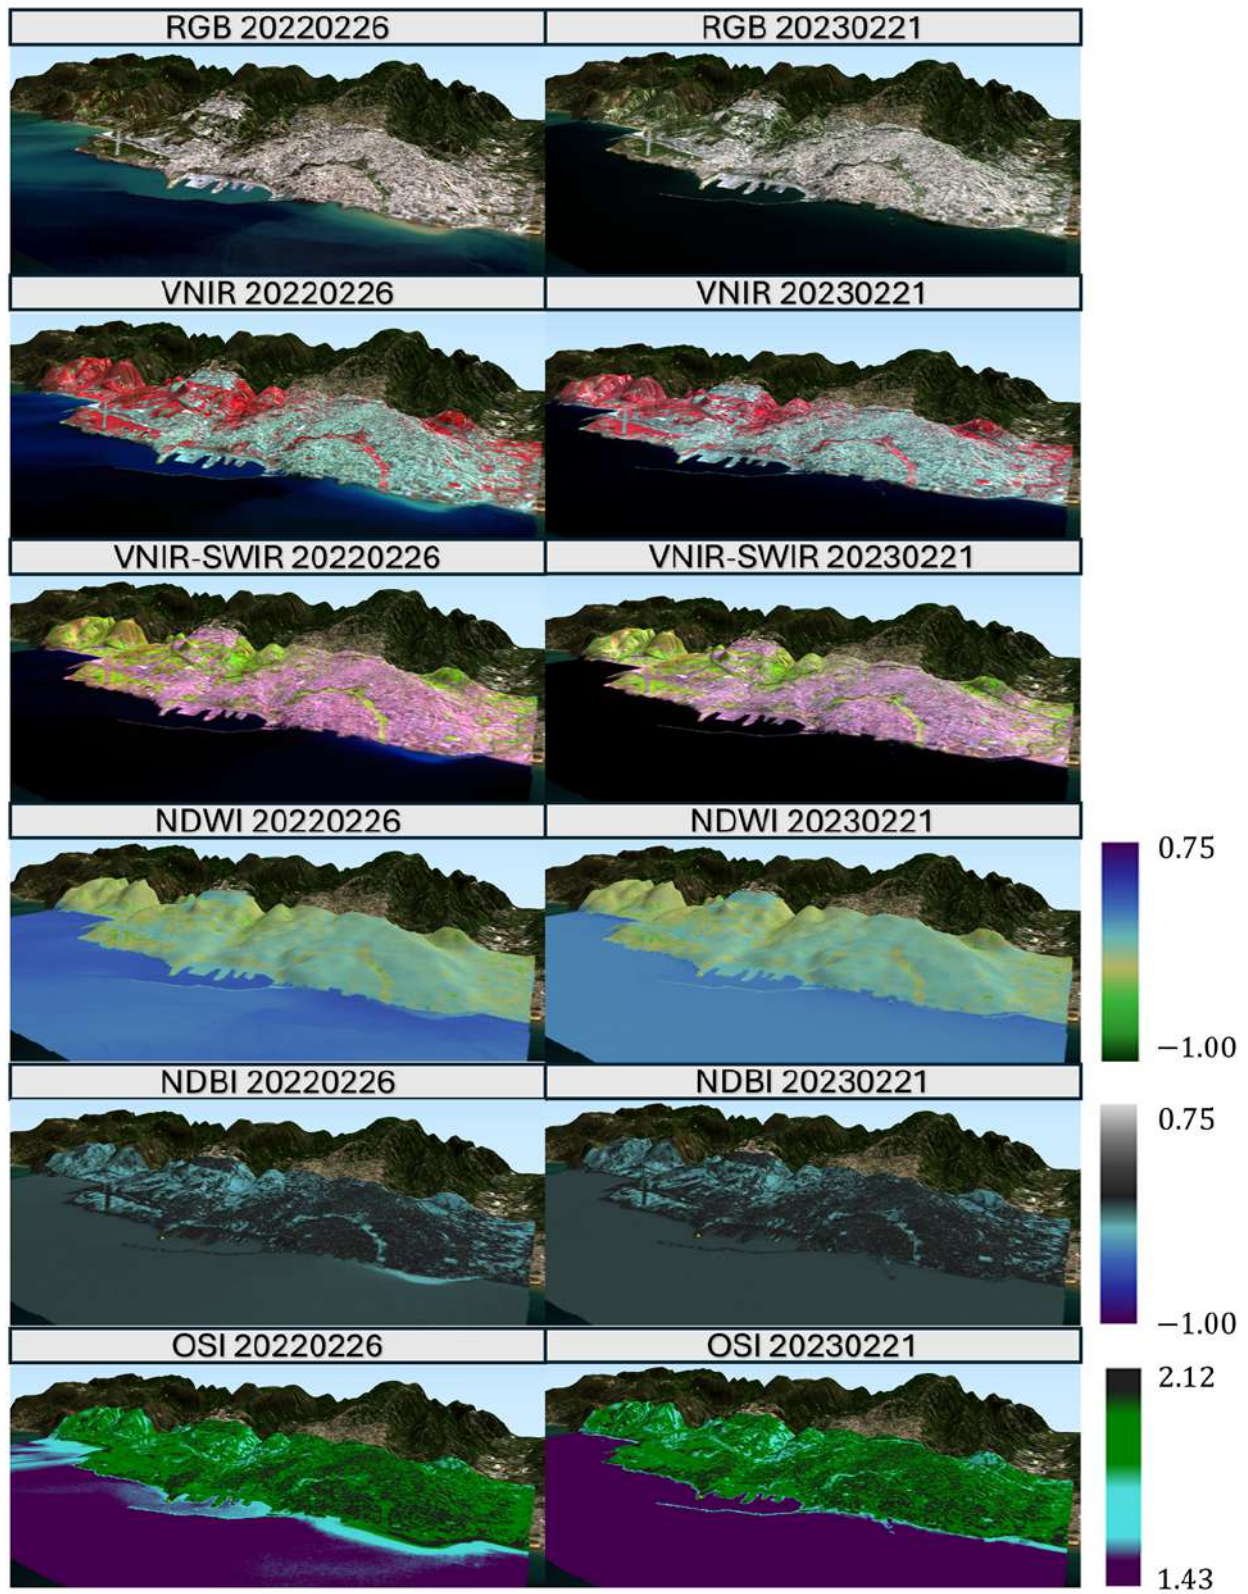 RGB 20220226
RGB 20230221
VNIR 20220226
VNIR 20230221
VNIR-SWIR 20220226
VNIR-SWIR 20230221
NDWI 20220226
NDWI 20230221
0.75
−1.00
NDBI 20220226
NDBI 20230221
0.75
−1.00
OSI 20220226
OSI 20230221
2.12
1.43